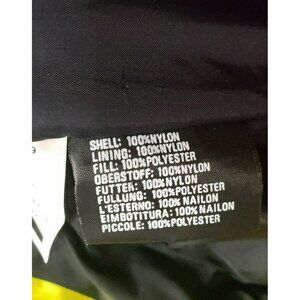 SHELL: 100%NYLON
LINING: 100%NYLON
FILL: 100%POLYESTER
OBERSTOFF: 100%NYLON
FUTTER: 100%NYLON
FULLUNG: 100%POLYESTER
L'ESTERNO: 100%NAILON
EIMBOTITURA: 100%NAILON
PICCOLE: 100%POLYESTER